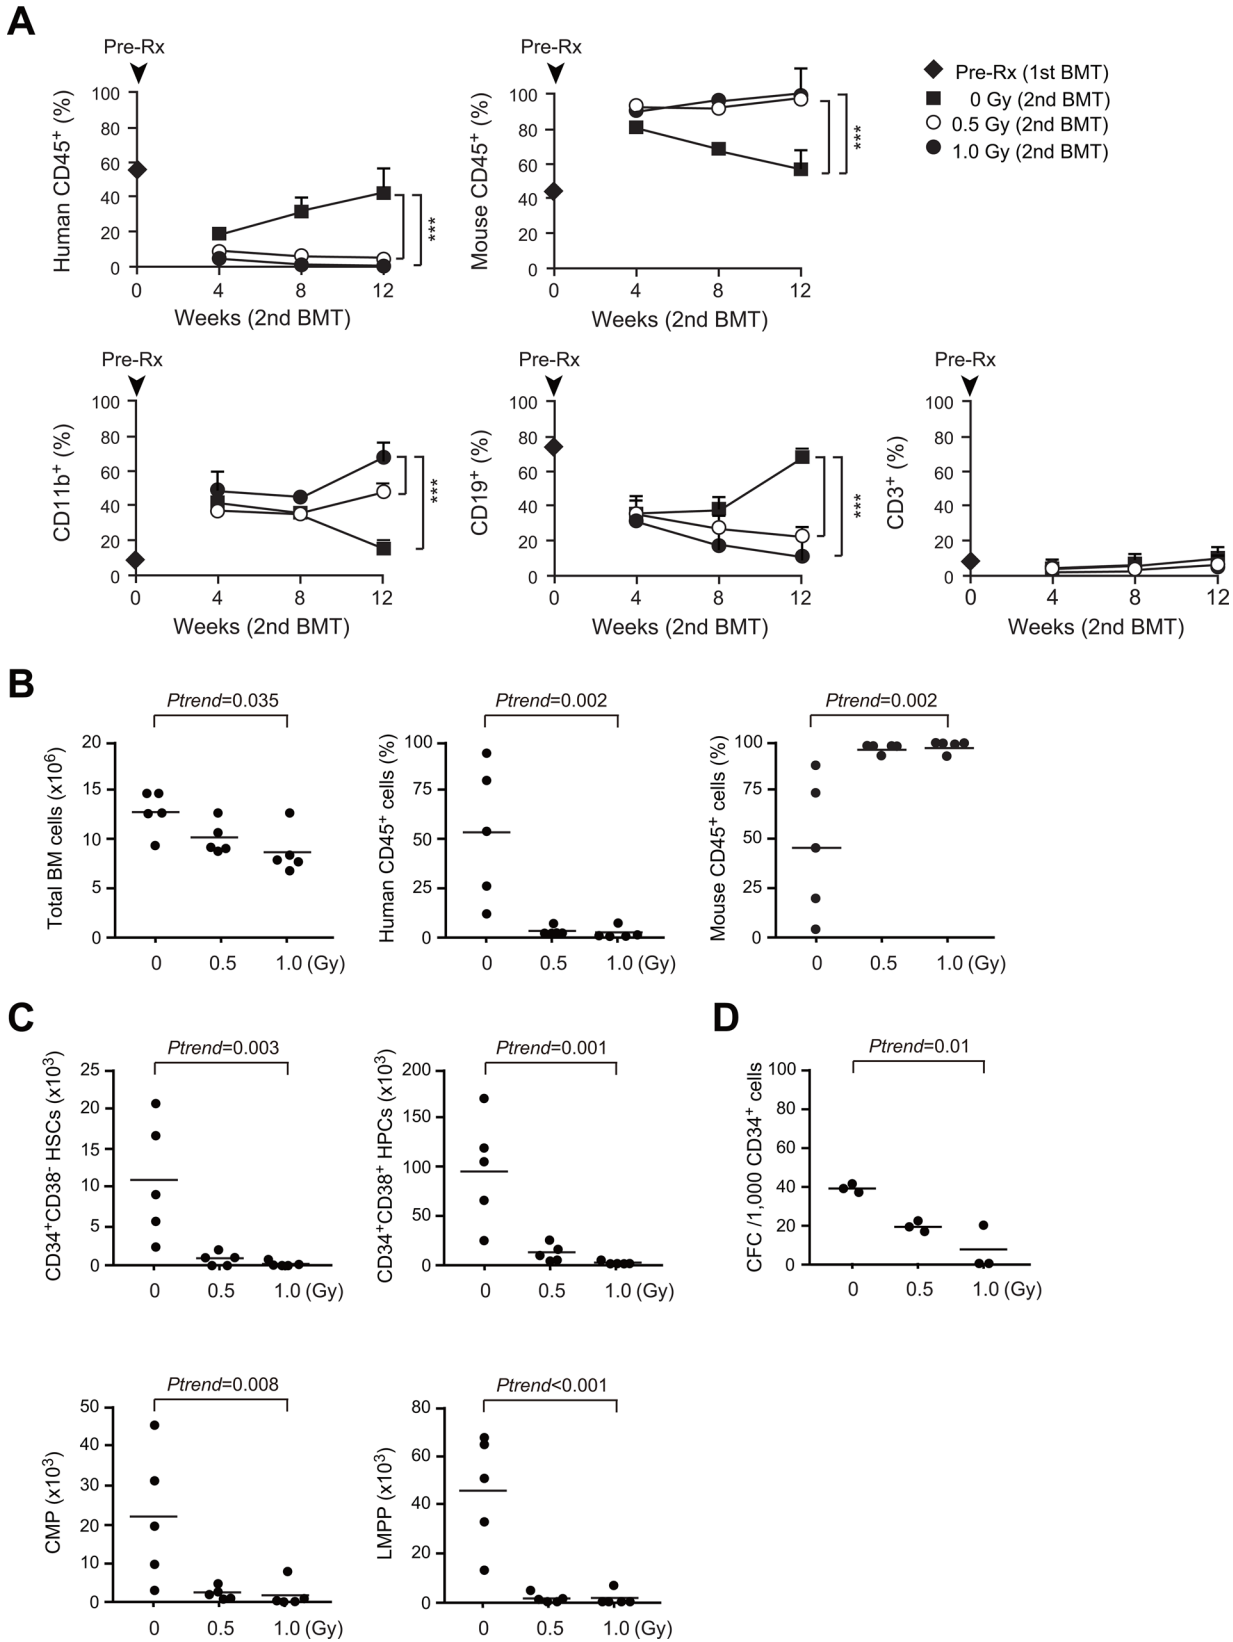 A
Pre-Rx
Human CD45+ (%)
100
80
60
40
20
0
0 4 8 12
Weeks (2nd BMT)
***
Pre-Rx
Mouse CD45+ (%)
100
80
60
40
20
0
0 4 8 12
Weeks (2nd BMT)
***
Pre-Rx (1st BMT)
0 Gy (2nd BMT)
0.5 Gy (2nd BMT)
1.0 Gy (2nd BMT)
Pre-Rx
CD11b+ (%)
100
80
60
40
20
0
0 4 8 12
Weeks (2nd BMT)
***
Pre-Rx
CD19+ (%)
100
80
60
40
20
0
0 4 8 12
Weeks (2nd BMT)
***
Pre-Rx
CD3+ (%)
100
80
60
40
20
0
0 4 8 12
Weeks (2nd BMT)
B
Ptrend=0.035
Total BM cells (x10⁶)
20
15
10
5
0
0 0.5 1.0 (Gy)
Ptrend=0.002
Human CD45+ cells (%)
100
75
50
25
0
0 0.5 1.0 (Gy)
Ptrend=0.002
Mouse CD45+ cells (%)
100
75
50
25
0
0 0.5 1.0 (Gy)
C
Ptrend=0.003
CD34+CD38- HSCs (x10³)
25
20
15
10
5
0
0 0.5 1.0 (Gy)
Ptrend=0.001
CD34+CD38+ HPCs (x10³)
200
150
100
50
0
0 0.5 1.0 (Gy)
D
Ptrend=0.01
CFC /1,000 CD34+ cells
100
80
60
40
20
0
0 0.5 1.0 (Gy)
Ptrend=0.008
CMP (x10³)
50
40
30
20
10
0
0 0.5 1.0 (Gy)
Ptrend<0.001
LMPP (x10³)
80
60
40
20
0
0 0.5 1.0 (Gy)